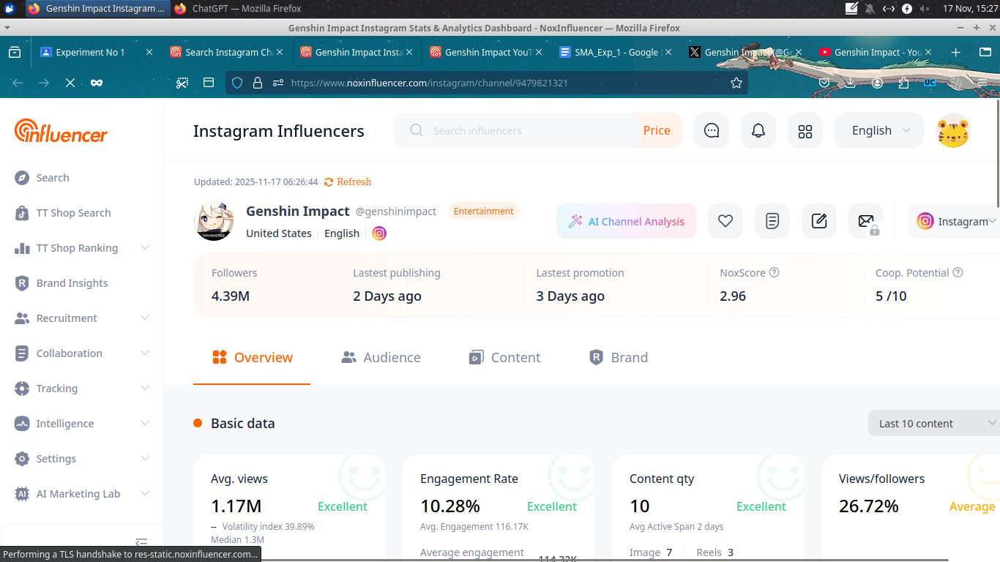 Genshin Impact Instagram ...
ChatGPT — Mozilla Firefox
17 Nov, 15:27
Genshin Impact Instagram Stats & Analytics Dashboard - NoxInfluencer — Mozilla Firefox
Experiment No 1
Search Instagram Cha
Genshin Impact Insta
Genshin Impact YouT
SMA_Exp_1 - Google
Genshin Impact (@Ge
Genshin Impact - You
https://www.noxinfluencer.com/instagram/channel/9479821321
UC
influencer
Instagram Influencers
Search influencers
Price
English
Search
TT Shop Search
TT Shop Ranking
Brand Insights
Recruitment
Collaboration
Tracking
Intelligence
Settings
AI Marketing Lab
Updated: 2025-11-17 06:26:44
Refresh
Genshin Impact
@genshinimpact
Entertainment
United States
English
HOYOVERSE
AI Channel Analysis
Instagram
Followers
4.39M
Lastest publishing
2 Days ago
Lastest promotion
3 Days ago
NoxScore
2.96
Coop. Potential
5 /10
Overview
Audience
Content
Brand
Basic data
Last 10 content
Avg. views
1.17M
Excellent
-- Volatility index 39.89%
Median 1.3M
Engagement Rate
10.28%
Excellent
Avg. Engagement 116.17K
Average engagement
114.32K
Content qty
10
Excellent
Avg Active Span 2 days
Image 7
Reels 3
Views/followers
26.72%
Average
Performing a TLS handshake to res-static.noxinfluencer.com...